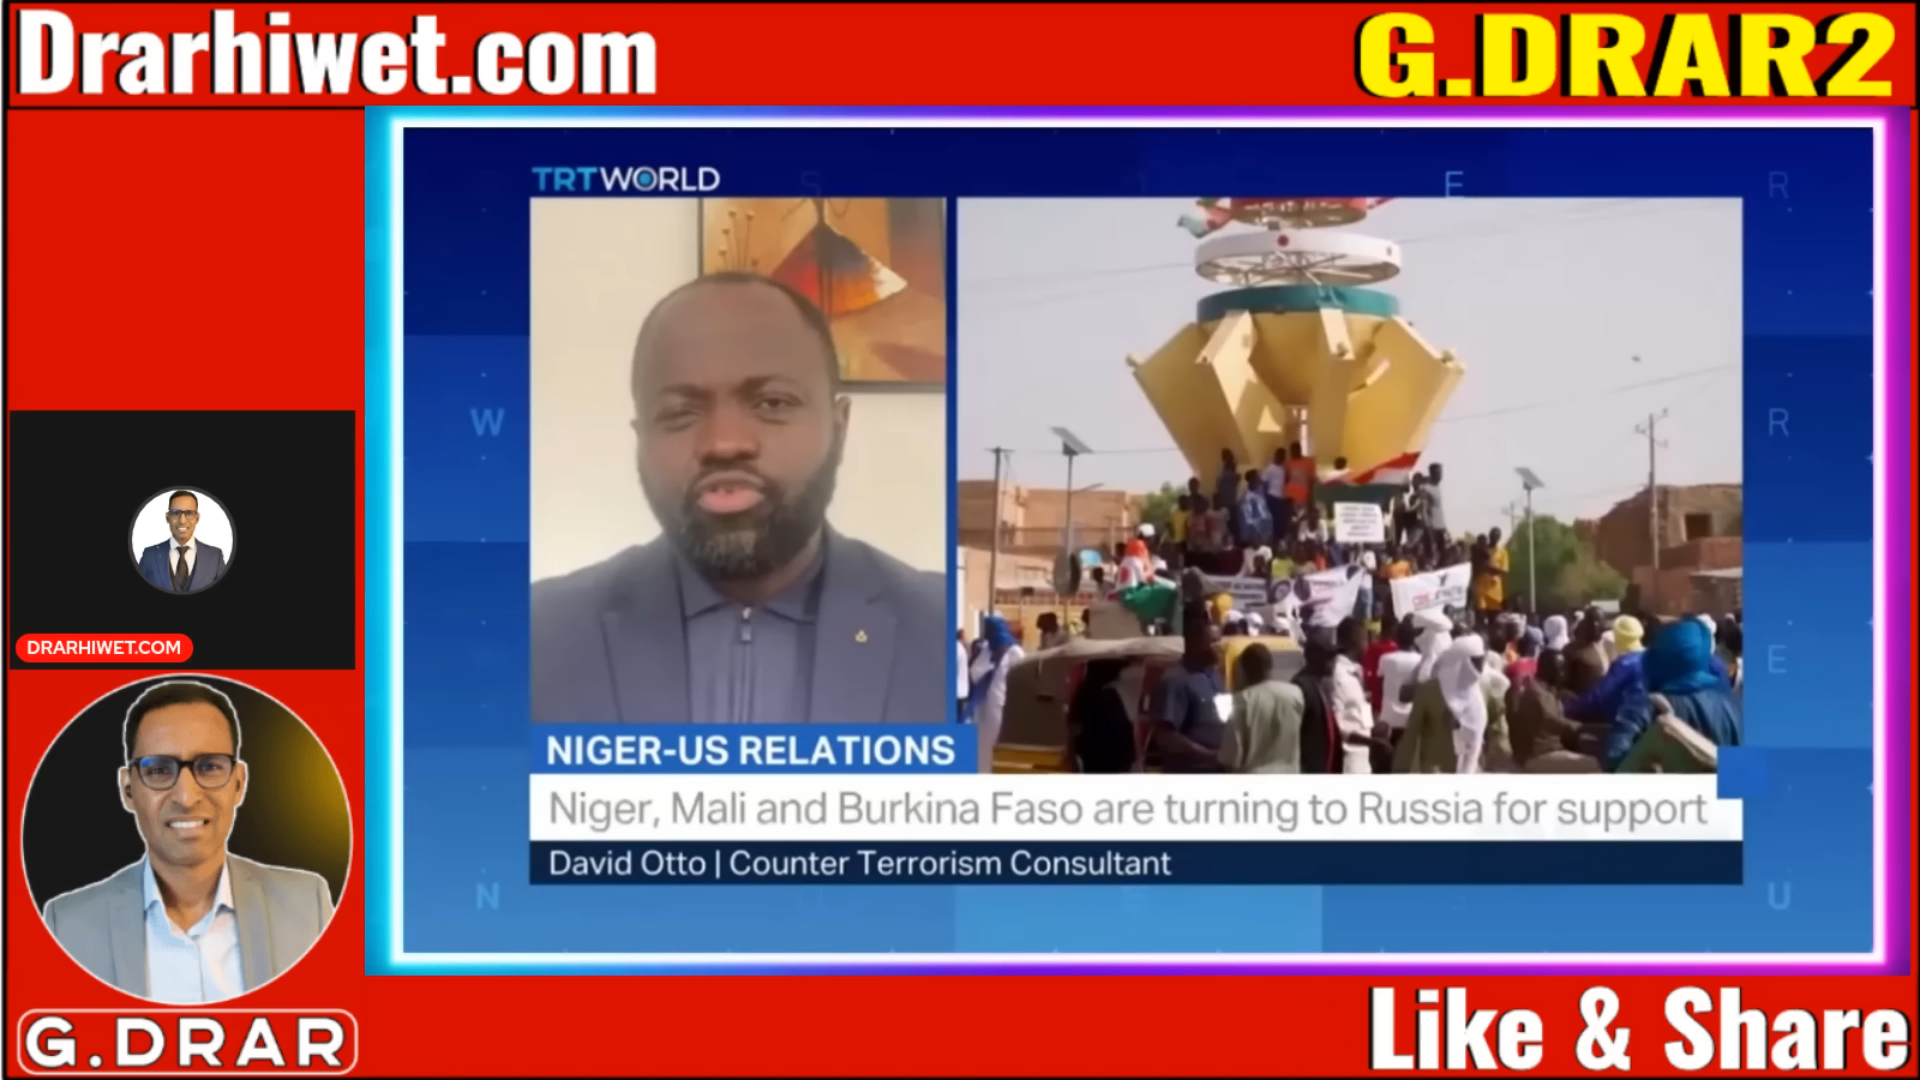 Drarhiwet.com
G.DRAR2
TRTWORLD
E
R
W
R
E
N
U
NIGER-US RELATIONS
Niger, Mali and Burkina Faso are turning to Russia for support
David Otto | Counter Terrorism Consultant
DRARHIWET.COM
G.DRAR
Like & Share